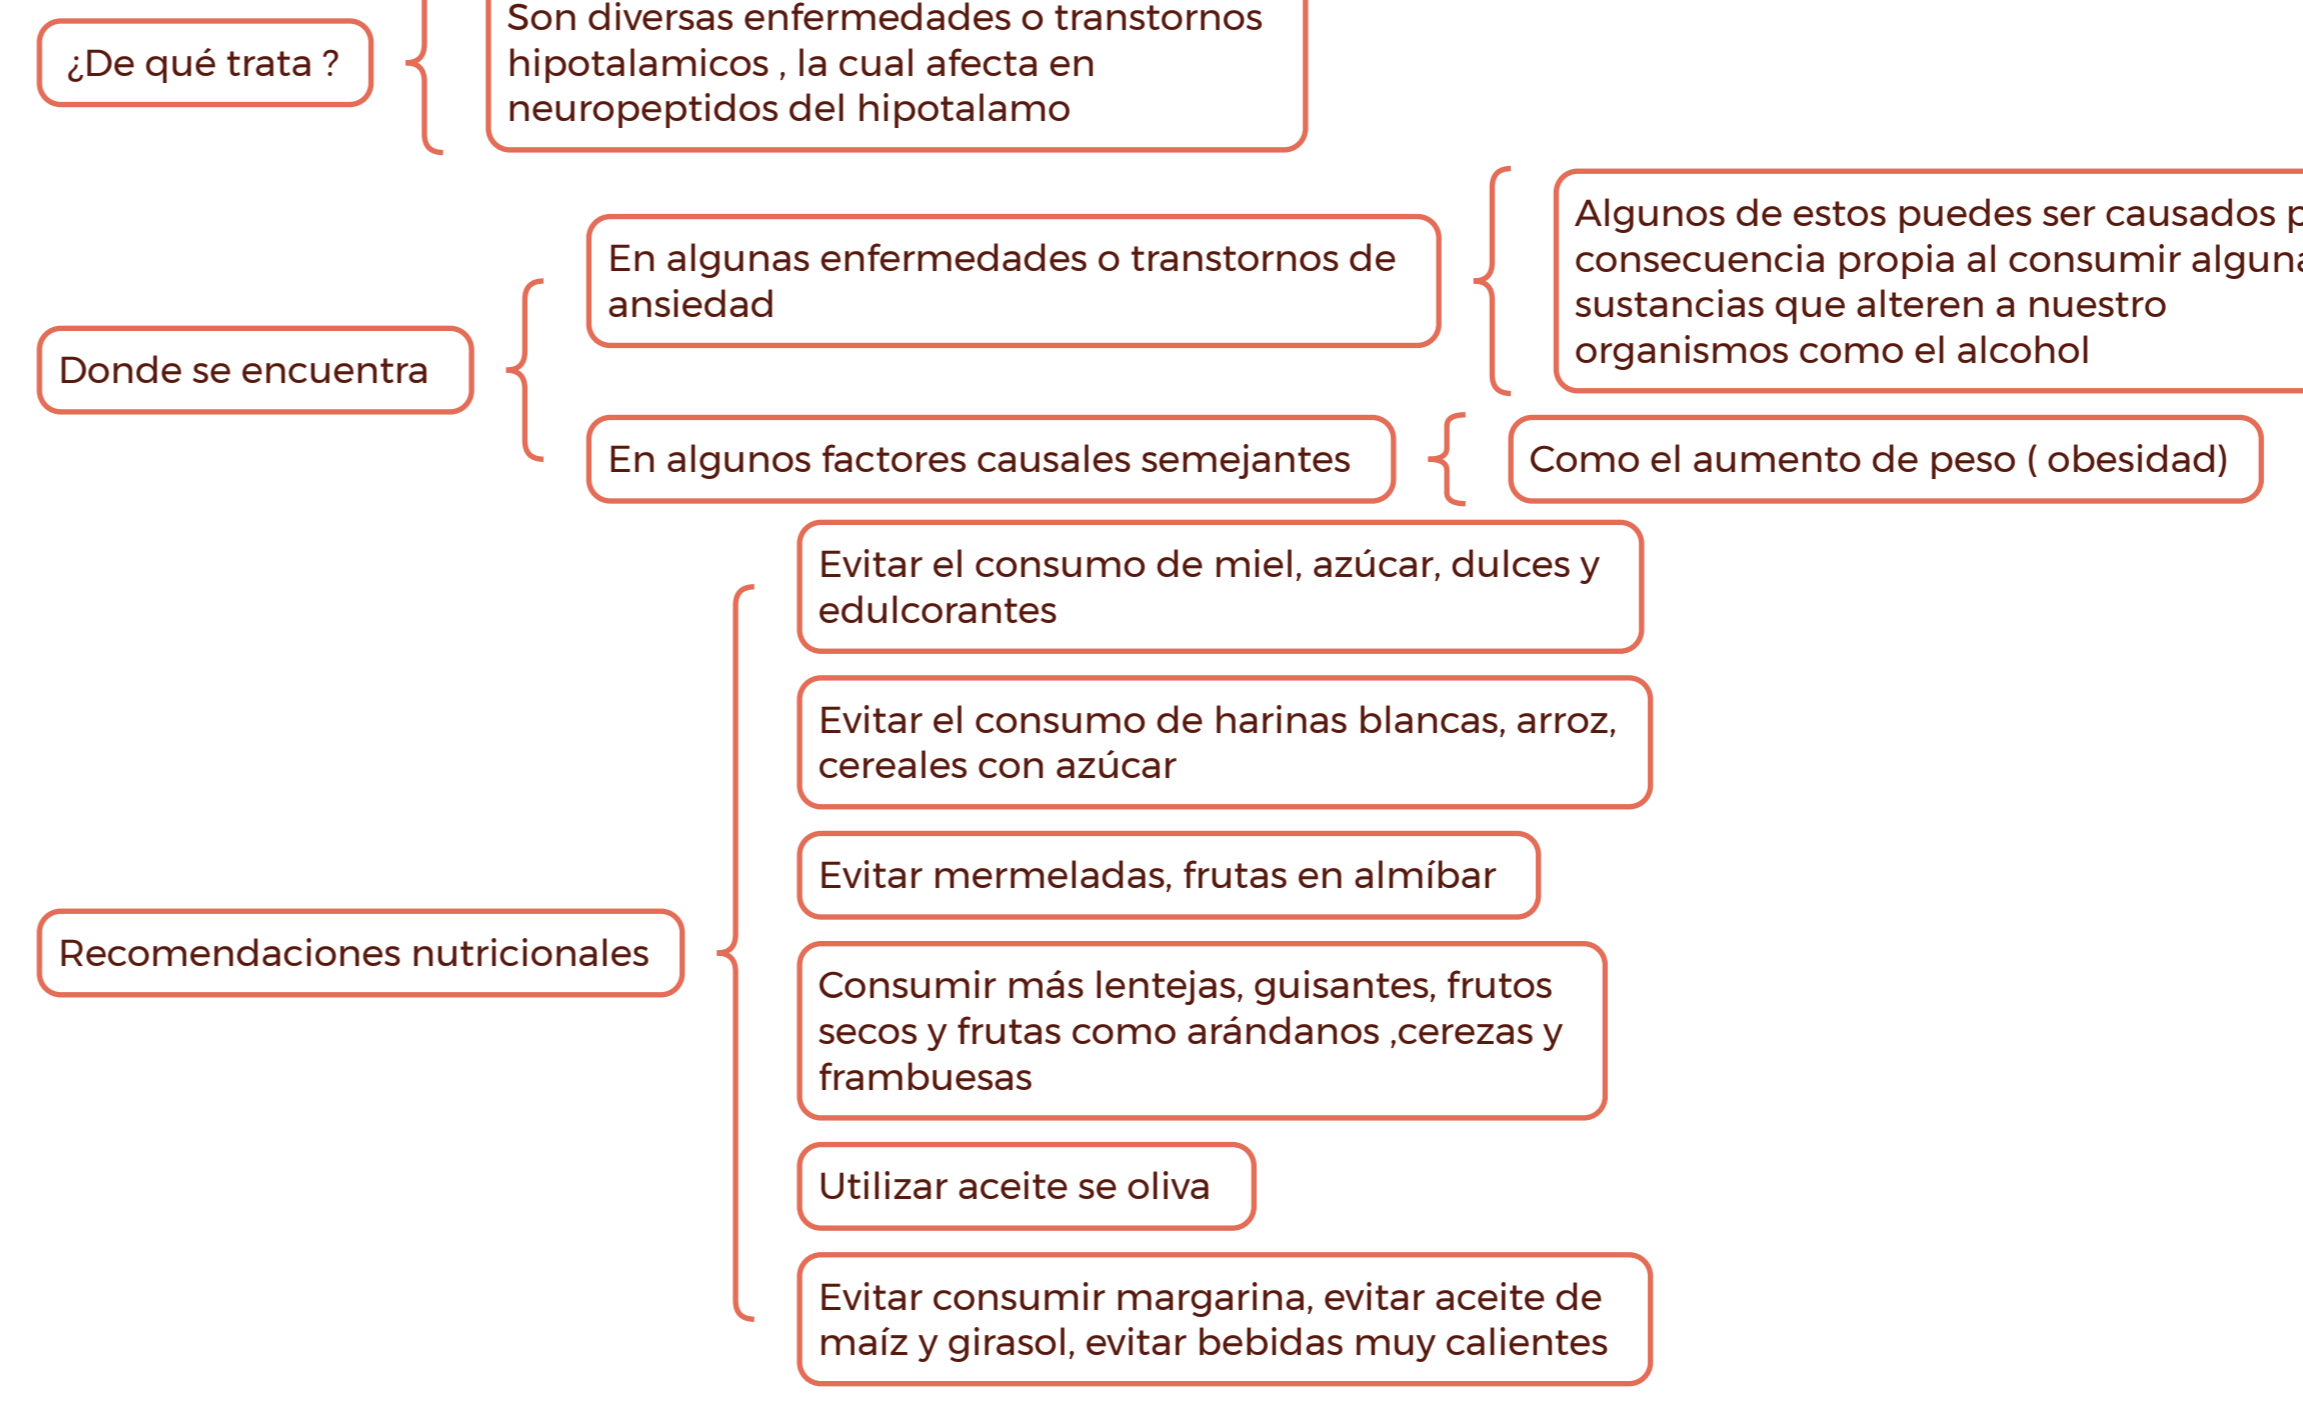 ¿De qué trata ?
Son diversas enfermedades o transtornos
hipotalamicos , la cual afecta en
neuropeptidos del hipotalamo
Donde se encuentra
En algunas enfermedades o transtornos de
ansiedad
Algunos de estos puedes ser causados
consecuencia propia al consumir
sustancias que alteren a nuestro
organismos como el alcohol
En algunos factores causales semejantes
Como el aumento de peso ( obesidad)
Recomendaciones nutricionales
Evitar el consumo de miel, azúcar, dulces y
edulcorantes
Evitar el consumo de harinas blancas, arroz,
cereales con azúcar
Evitar mermeladas, frutas en almíbar
Consumir más lentejas, guisantes, frutos
secos y frutas como arándanos ,cerezas y
frambuesas
Utilizar aceite se oliva
Evitar consumir margarina, evitar aceite de
maíz y girasol, evitar bebidas muy calientes